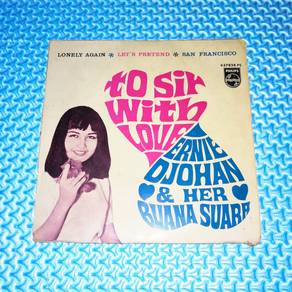 LONELY AGAIN ★ LET'S PRETEND ★ SAN FRANCISCO
PHILIPS
to Sir
With
LOVE
ERNIE
DJOHAN
& HER
BUANA SUARA